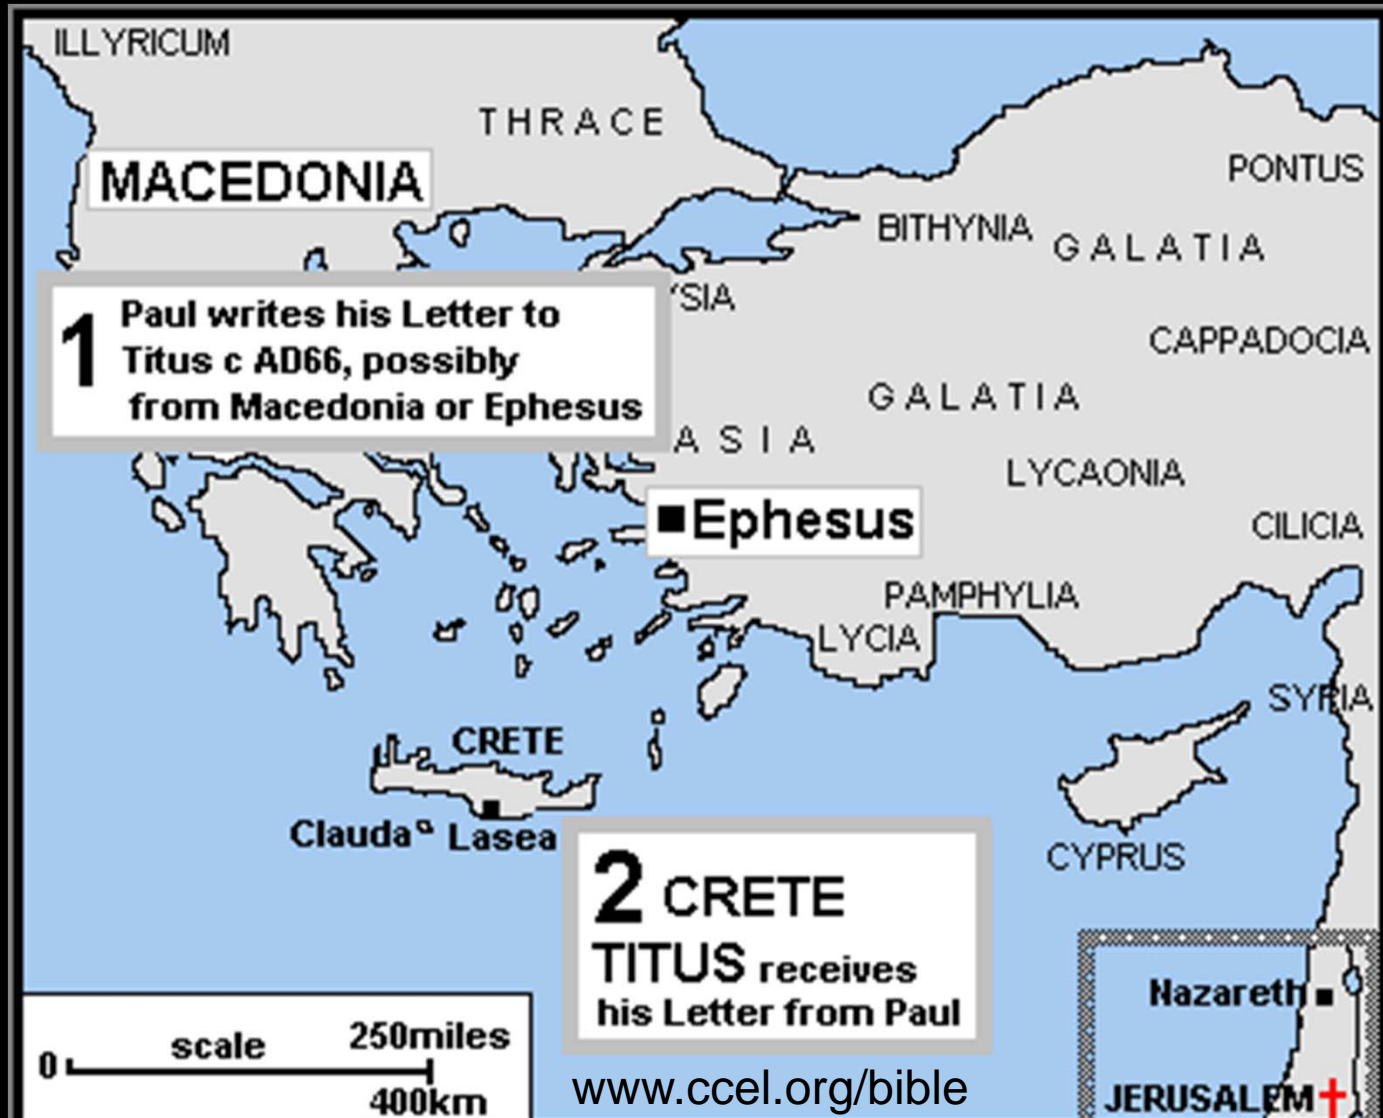 ILLYRICUM
THRACE
MACEDONIA
PONTUS
BITHYNIA
GALATIA
YSIA
1 Paul writes his Letter to
Titus c AD66, possibly
from Macedonia or Ephesus
CAPPADOCIA
GALATIA
ASIA
LYCAONIA
Ephesus
CILICIA
PAMPHYLIA
LYCIA
SYRIA
CRETE
Clauda Lasea
CYPRUS
2 CRETE
TITUS receives
his Letter from Paul
Nazareth
JERUSALEM
scale 250miles
0
400km
www.ccel.org/bible